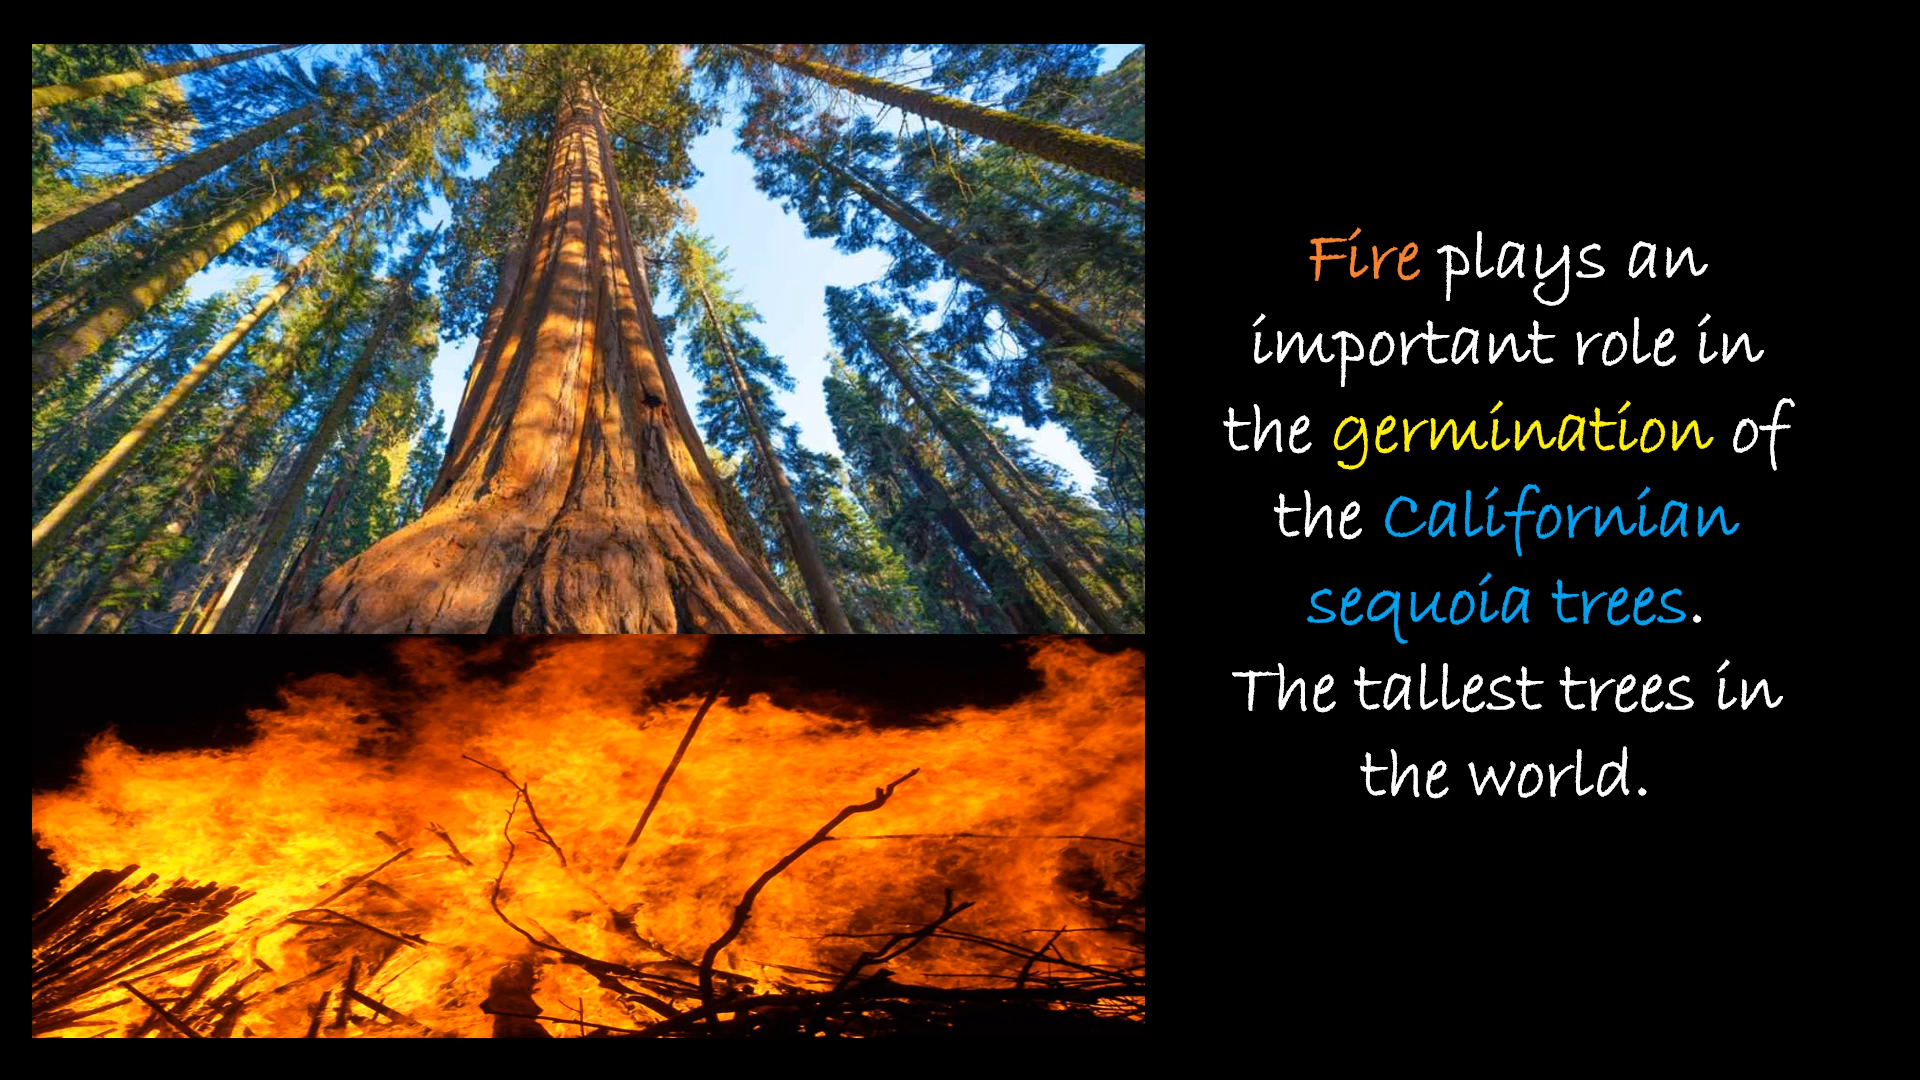 Fire plays an
important role in
the germination of
the Californian
sequoia trees.
The tallest trees in
the world.